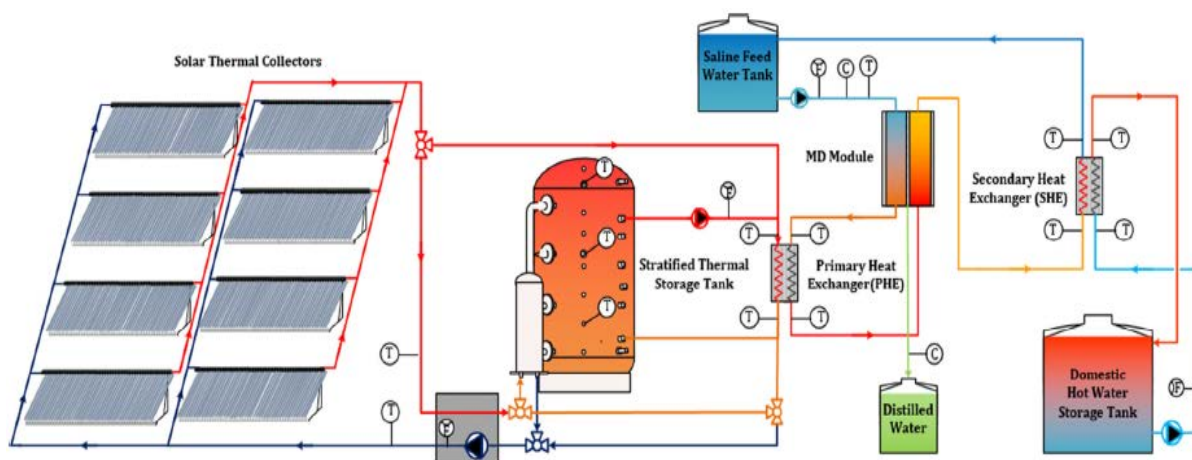 Solar Thermal Collectors
Saline Feed
Water Tank
F
C
T
MD Module
T
T
Secondary Heat
Exchanger (SHE)
T
T
T
F
T
Stratified Thermal
Storage Tank
T
T
Primary Heat
Exchanger(PHE)
T
T
T
T
T
F
C
Distilled
Water
Domestic
Hot Water
Storage Tank
F